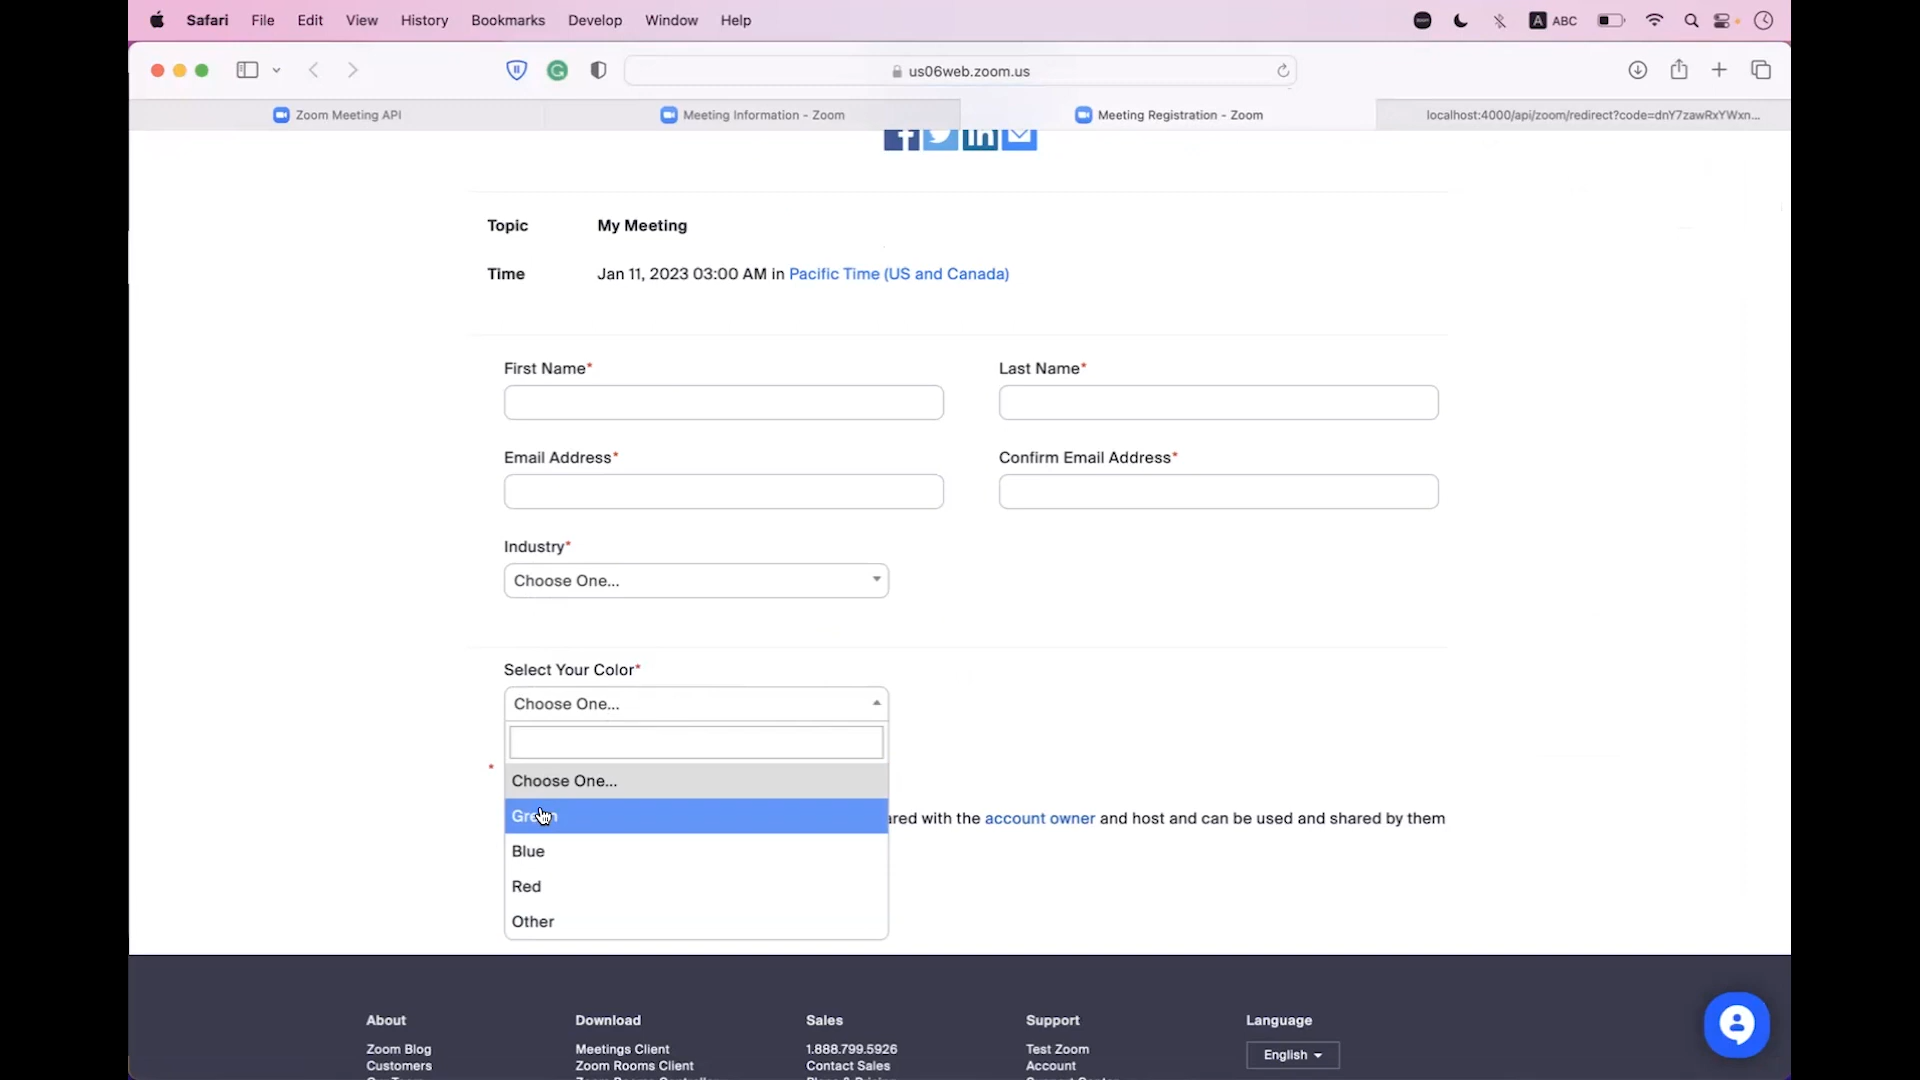 Safari File Edit View History Bookmarks Develop Window Help A ABC
us06web.zoom.us
Zoom Meeting API
Meeting Information - Zoom
Meeting Registration - Zoom
localhost:4000/api/zoom/redirect?code=dnY7zawRxYWxn...
Topic My Meeting
Time Jan 11, 2023 03:00 AM in Pacific Time (US and Canada)
First Name* Last Name*
Email Address* Confirm Email Address*
Industry*
Choose One...
Select Your Color*
Choose One...
*
Choose One...
Green
ared with the account owner and host and can be used and shared by them
Blue
Red
Other
About Download Sales Support Language
Zoom Blog Meetings Client 1.888.799.5926 Test Zoom
English
Customers Zoom Rooms Client Contact Sales Account